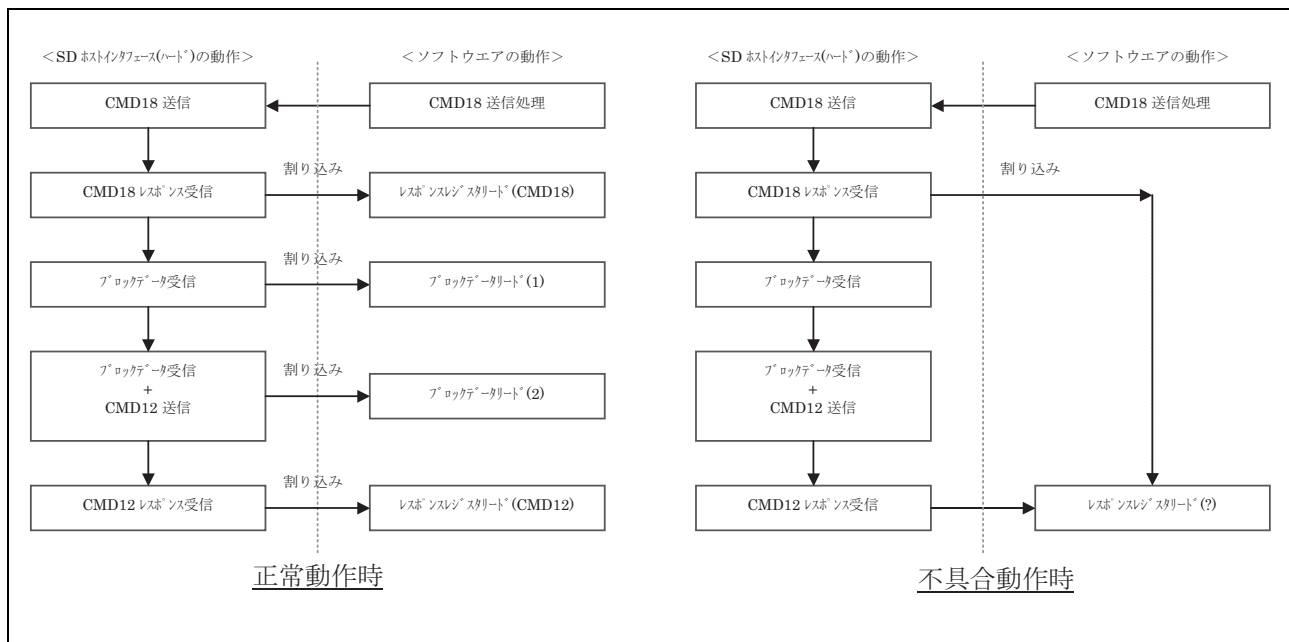 ＜SD ﾎｽﾄｲﾝﾀﾌｪｰｽ(ﾊｰﾄﾞ)の動作＞
＜ソフトウエアの動作＞
CMD18 送信
CMD18 送信処理
割り込み
CMD18 ﾚｽﾎﾟﾝｽ受信
ﾚｽﾎﾟﾝｽﾚｼﾞｽﾀﾘｰﾄﾞ(CMD18)
割り込み
ﾌﾞﾛｯｸﾃﾞｰﾀ受信
ﾌﾞﾛｯｸﾃﾞｰﾀﾘｰﾄﾞ(1)
割り込み
ﾌﾞﾛｯｸﾃﾞｰﾀ受信
+
CMD12 送信
ﾌﾞﾛｯｸﾃﾞｰﾀﾘｰﾄﾞ(2)
割り込み
CMD12 ﾚｽﾎﾟﾝｽ受信
ﾚｽﾎﾟﾝｽﾚｼﾞｽﾀﾘｰﾄﾞ(CMD12)
正常動作時
＜SD ﾎｽﾄｲﾝﾀﾌｪｰｽ(ﾊｰﾄﾞ)の動作＞
＜ソフトウエアの動作＞
CMD18 送信
CMD18 送信処理
割り込み
CMD18 ﾚｽﾎﾟﾝｽ受信
ﾌﾞﾛｯｸﾃﾞｰﾀ受信
ﾌﾞﾛｯｸﾃﾞｰﾀ受信
+
CMD12 送信
CMD12 ﾚｽﾎﾟﾝｽ受信
ﾚｽﾎﾟﾝｽﾚｼﾞｽﾀﾘｰﾄﾞ(?)
不具合動作時